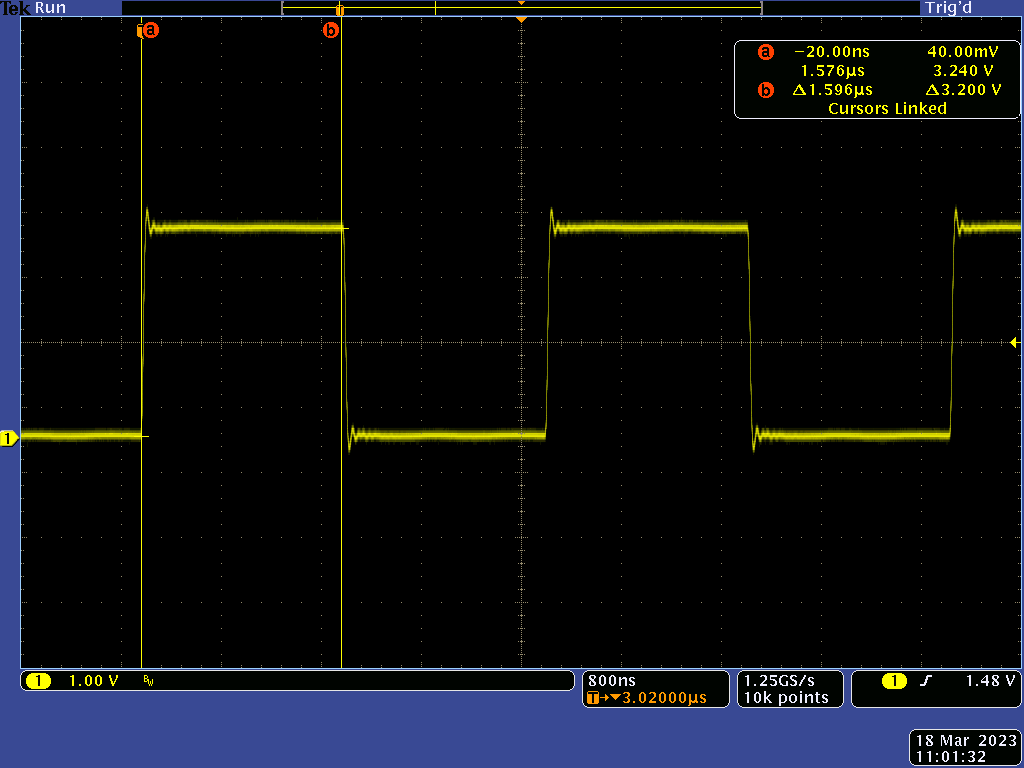 Tek Run Trig'd
a b
a −20.00ns 40.00mV
1.576µs 3.240 V
b Δ1.596µs Δ3.200 V
Cursors Linked
1
1 1.00 V BW
800ns
T→▼3.02000µs
1.25GS/s
10k points
1 1.48 V
18 Mar 2023
11:01:32